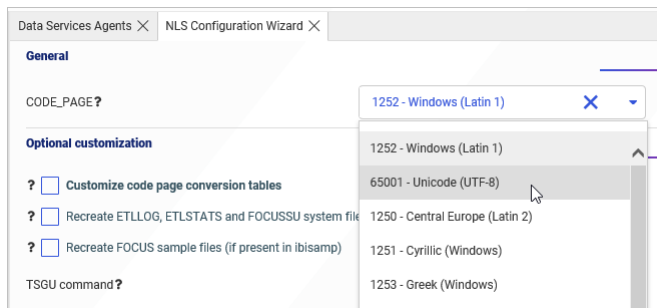 Data Services Agents NLS Configuration Wizard
General
CODE_PAGE? 1252 - Windows (Latin 1)
Optional customization
1252 - Windows (Latin 1)
? Customize code page conversion tables
65001 - Unicode (UTF-8)
? Recreate ETLLOG, ETLSTATS and FOCUSSU system file
1250 - Central Europe (Latin 2)
? Recreate FOCUS sample files (if present in ibisamp)
1251 - Cyrillic (Windows)
TSGU command?
1253 - Greek (Windows)